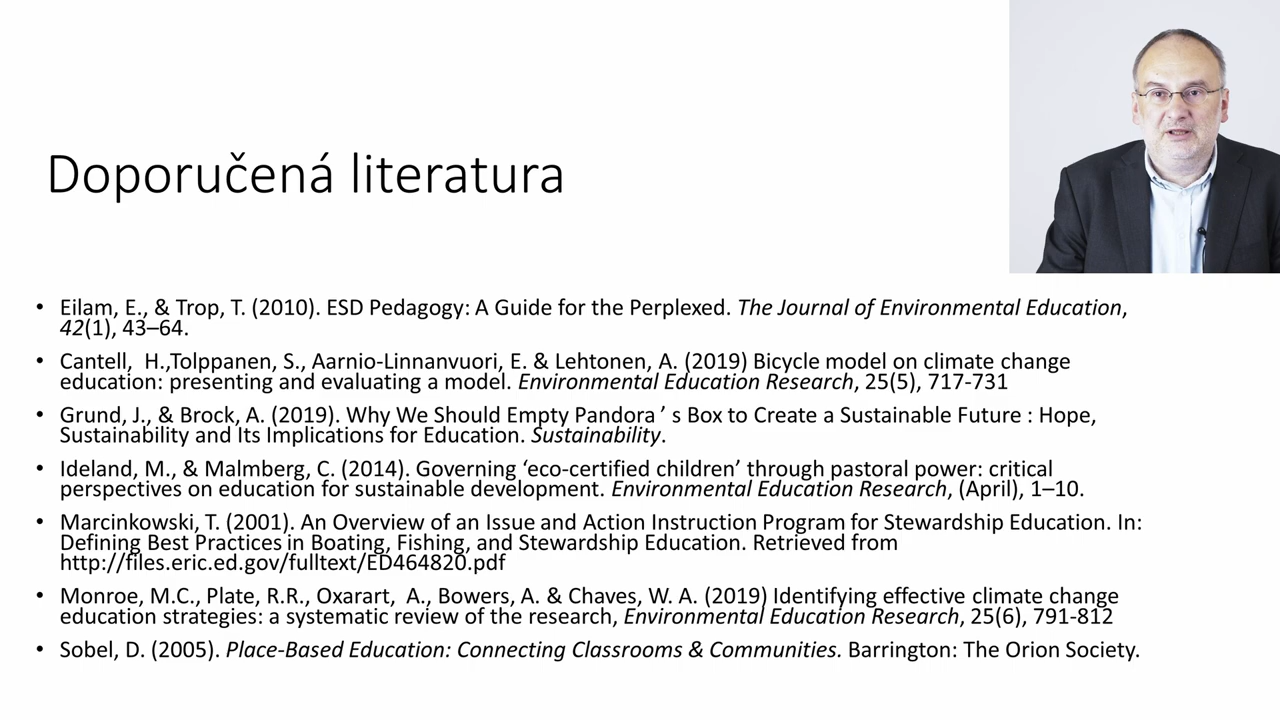 Doporučená literatura
• Eilam, E., & Trop, T. (2010). ESD Pedagogy: A Guide for the Perplexed. The Journal of Environmental Education,
42(1), 43–64.
• Cantell, H.,Tolppanen, S., Aarnio-Linnanvuori, E. & Lehtonen, A. (2019) Bicycle model on climate change
education: presenting and evaluating a model. Environmental Education Research, 25(5), 717-731
• Grund, J., & Brock, A. (2019). Why We Should Empty Pandora ’ s Box to Create a Sustainable Future : Hope,
Sustainability and Its Implications for Education. Sustainability.
• Ideland, M., & Malmberg, C. (2014). Governing ‘eco-certified children’ through pastoral power: critical
perspectives on education for sustainable development. Environmental Education Research, (April), 1–10.
• Marcinkowski, T. (2001). An Overview of an Issue and Action Instruction Program for Stewardship Education. In:
Defining Best Practices in Boating, Fishing, and Stewardship Education. Retrieved from
http://files.eric.ed.gov/fulltext/ED464820.pdf
• Monroe, M.C., Plate, R.R., Oxarart, A., Bowers, A. & Chaves, W. A. (2019) Identifying effective climate change
education strategies: a systematic review of the research, Environmental Education Research, 25(6), 791-812
• Sobel, D. (2005). Place-Based Education: Connecting Classrooms & Communities. Barrington: The Orion Society.